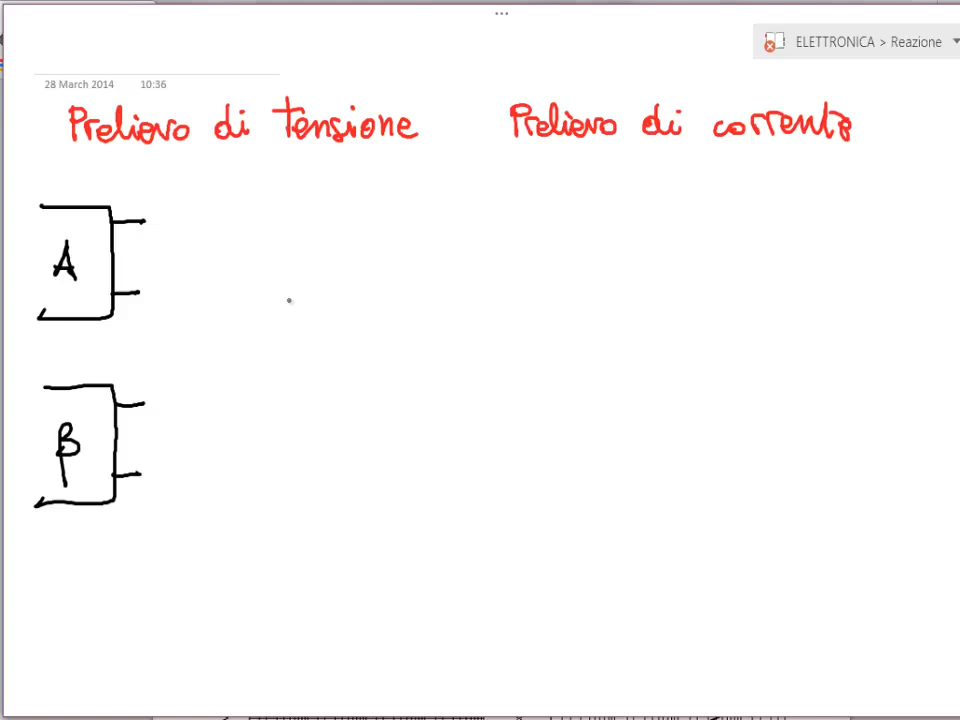 ...
ELETTRONICA > Reazione
28 March 2014 10:36
Prelievo di tensione Prelievo di corrente
A
β